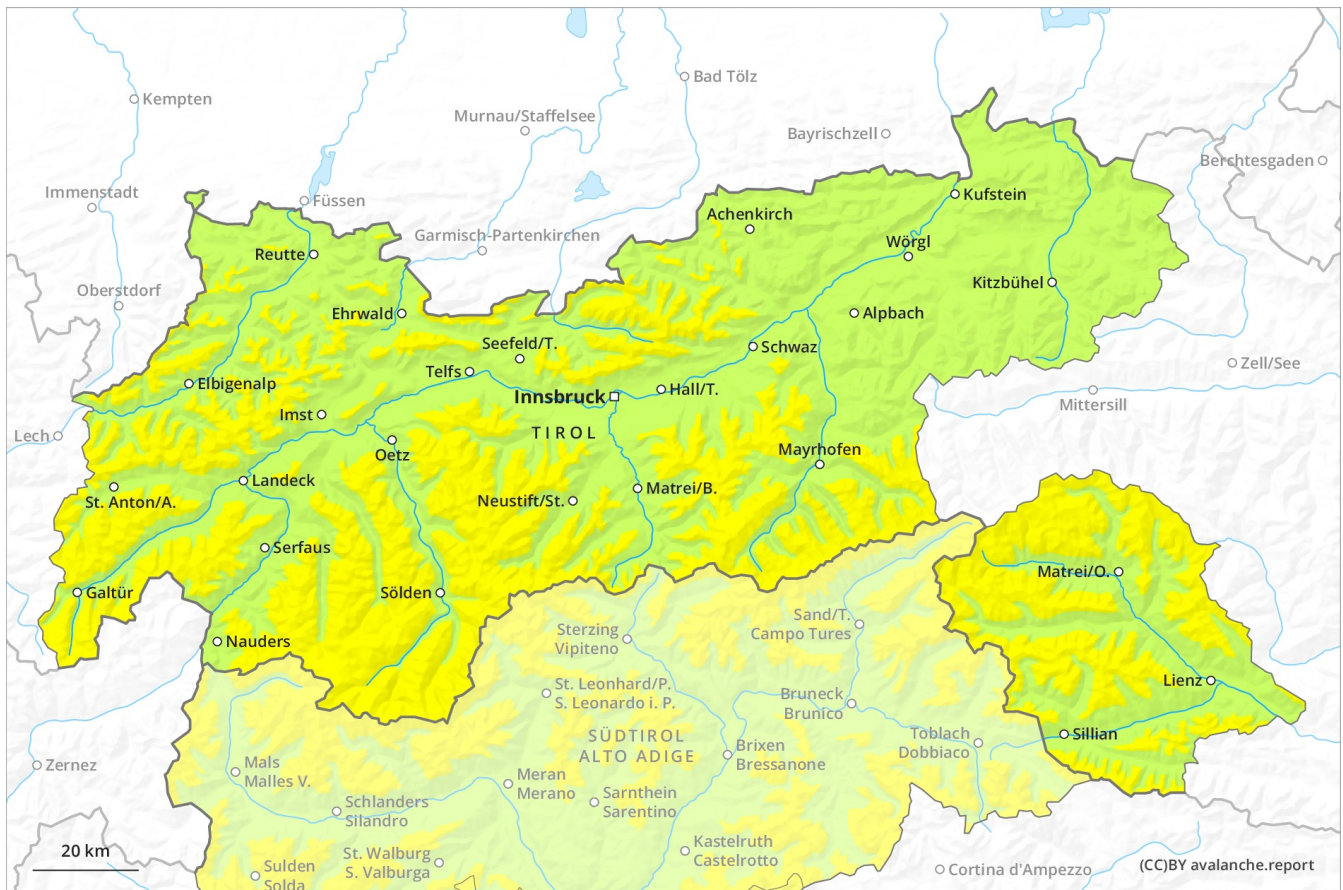 Kempten
Bad Tölz
Murnau/Staffelsee
Bayrischzell
Berchtesgaden
Immenstadt
Füssen
Kufstein
Achenkirch
Garmisch-Partenkirchen
Wörgl
Reutte
Oberstdorf
Kitzbühel
Ehrwald
Alpbach
Seefeld/T.
Schwaz
Zell/See
Telfs
Elbigenalp
Innsbruck
Hall/T.
Mittersill
Imst
TIROL
Lech
Oetz
Mayrhofen
Landeck
St. Anton/A.
Neustift/St.
Matrei/B.
Serfaus
Matrei/O.
Galtür
Sölden
Sand/T.
Campo Tures
Sterzing
Vipiteno
Nauders
St. Leonhard/P.
S. Leonardo i. P.
Bruneck
Brunico
Lienz
SÜDTIROL
ALTO ADIGE
Toblach
Dobbiaco
Sillian
Brixen
Bressanone
Zernez
Mals
Malles V.
Meran
Merano
Sarnthein
Sarentino
Schlanders
Silandro
20 km
St. Walburg
S. Valburga
Kastelruth
Castelrotto
Sulden
Solda
Cortina d'Ampezzo
(CC)BY avalanche.report